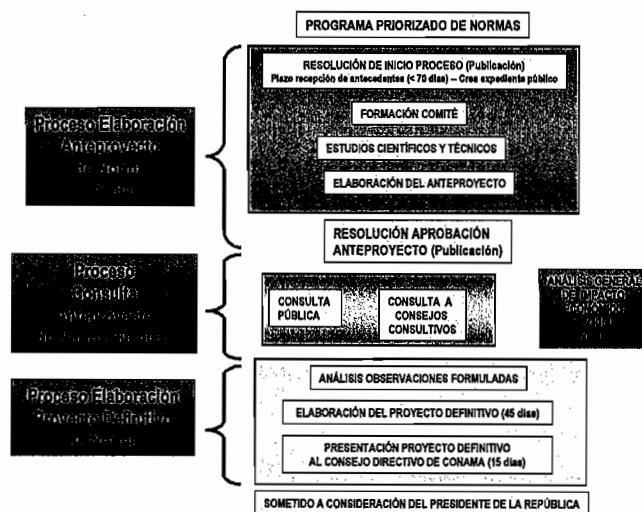 PROGRAMA PRIORIZADO DE NORMAS
RESOLUCIÓN DE INICIO PROCESO (Publicación)
Plazo recepción de antecedentes (< 70 días) – Crea expediente público
FORMACIÓN COMITÉ
ESTUDIOS CIENTÍFICOS Y TÉCNICOS
ELABORACIÓN DEL ANTEPROYECTO
Proceso Elaboración
Anteproyecto
RESOLUCIÓN APROBACIÓN
ANTEPROYECTO (Publicación)
Proceso
Consulta
CONSULTA
PÚBLICA
CONSULTA A
CONSEJOS
CONSULTIVOS
ANÁLISIS GENERAL
DE IMPACTO
ECONÓMICO
Proceso Elaboración
Proyecto Definitivo
ANÁLISIS OBSERVACIONES FORMULADAS
ELABORACIÓN DEL PROYECTO DEFINITIVO (45 días)
PRESENTACIÓN PROYECTO DEFINITIVO
AL CONSEJO DIRECTIVO DE CONAMA (15 días)
SOMETIDO A CONSIDERACIÓN DEL PRESIDENTE DE LA REPÚBLICA